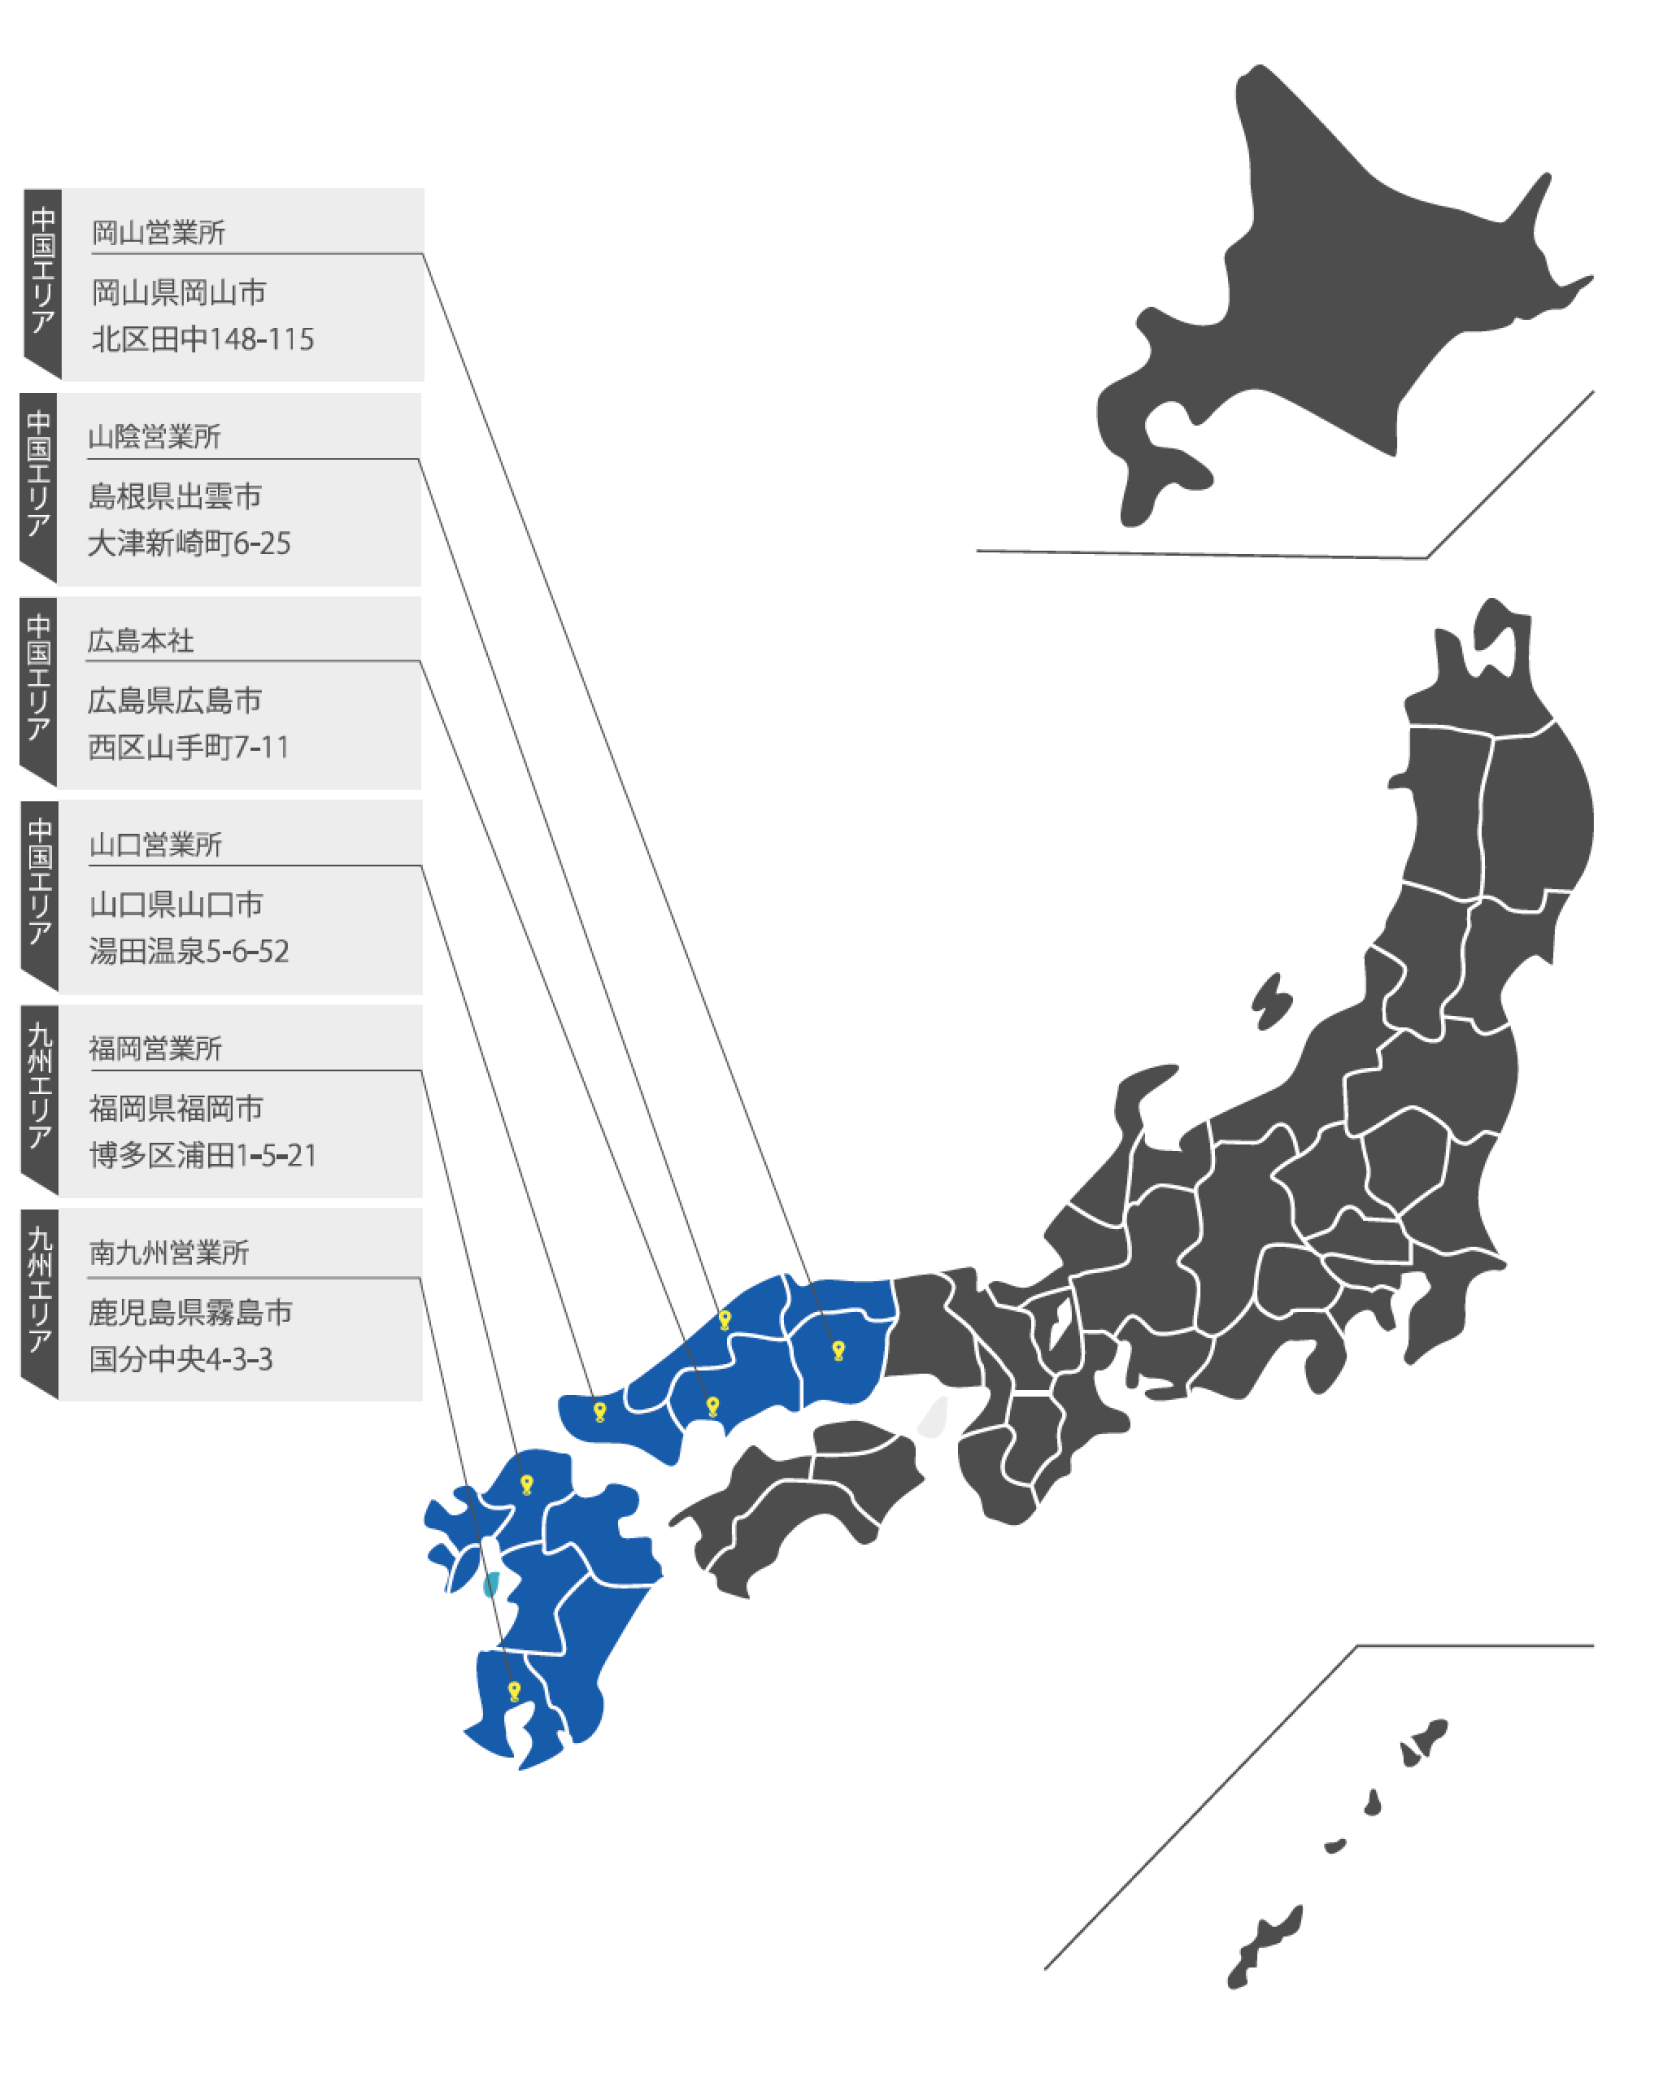 中国エリア
岡山営業所
岡山県岡山市
北区田中148-115
中国エリア
山陰営業所
島根県出雲市
大津新崎町6-25
中国エリア
広島本社
広島県広島市
西区山手町7-11
中国エリア
山口営業所
山口県山口市
湯田温泉5-6-52
九州エリア
福岡営業所
福岡県福岡市
博多区浦田1-5-21
九州エリア
南九州営業所
鹿児島県霧島市
国分中央4-3-3